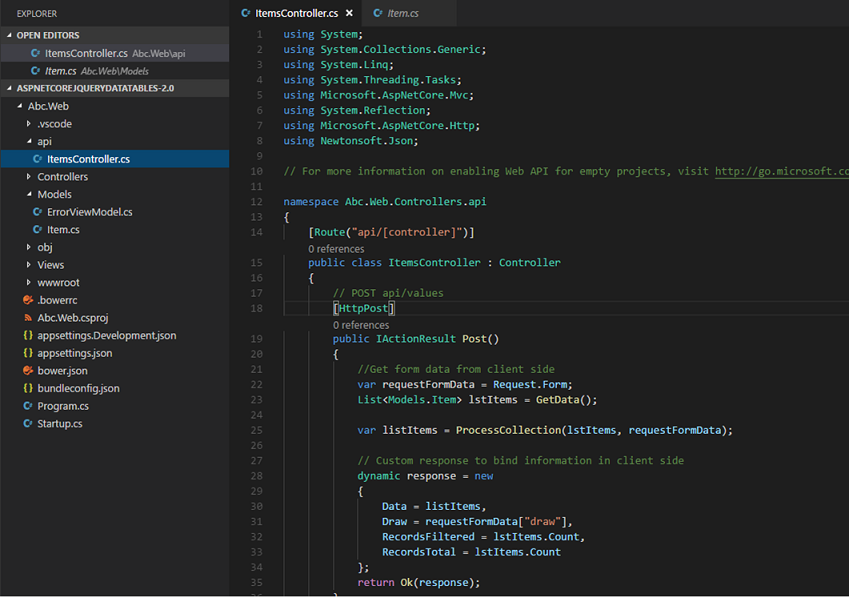 EXPLORER
OPEN EDITORS
ItemsController.cs Abc.Web\api
Item.cs Abc.Web\Models
ASPNETCOREJQUERYDATATABLES-2.0
Abc.Web
.vscode
api
ItemsController.cs
Controllers
Models
ErrorViewModel.cs
Item.cs
obj
Views
wwwroot
.bowerrc
Abc.Web.csproj
appsettings.Development.json
appsettings.json
bower.json
bundleconfig.json
Program.cs
Startup.cs
ItemsController.cs Item.cs
1 using System;
2 using System.Collections.Generic;
3 using System.Linq;
4 using System.Threading.Tasks;
5 using Microsoft.AspNetCore.Mvc;
6 using System.Reflection;
7 using Microsoft.AspNetCore.Http;
8 using Newtonsoft.Json;
9
10 // For more information on enabling Web API for empty projects, visit http://go.microsoft.co
11
12 namespace Abc.Web.Controllers.api
13 {
14 [Route("api/[controller]")]
0 references
15 public class ItemsController : Controller
16 {
17 // POST api/values
18 [HttpPost]
0 references
19 public IActionResult Post()
20 {
21 //Get form data from client side
22 var requestFormData = Request.Form;
23 List<Models.Item> lstItems = GetData();
24
25 var listItems = ProcessCollection(lstItems, requestFormData);
26
27 // Custom response to bind information in client side
28 dynamic response = new
29 {
30 Data = listItems,
31 Draw = requestFormData["draw"],
32 RecordsFiltered = lstItems.Count,
33 RecordsTotal = lstItems.Count
34 };
35 return Ok(response);